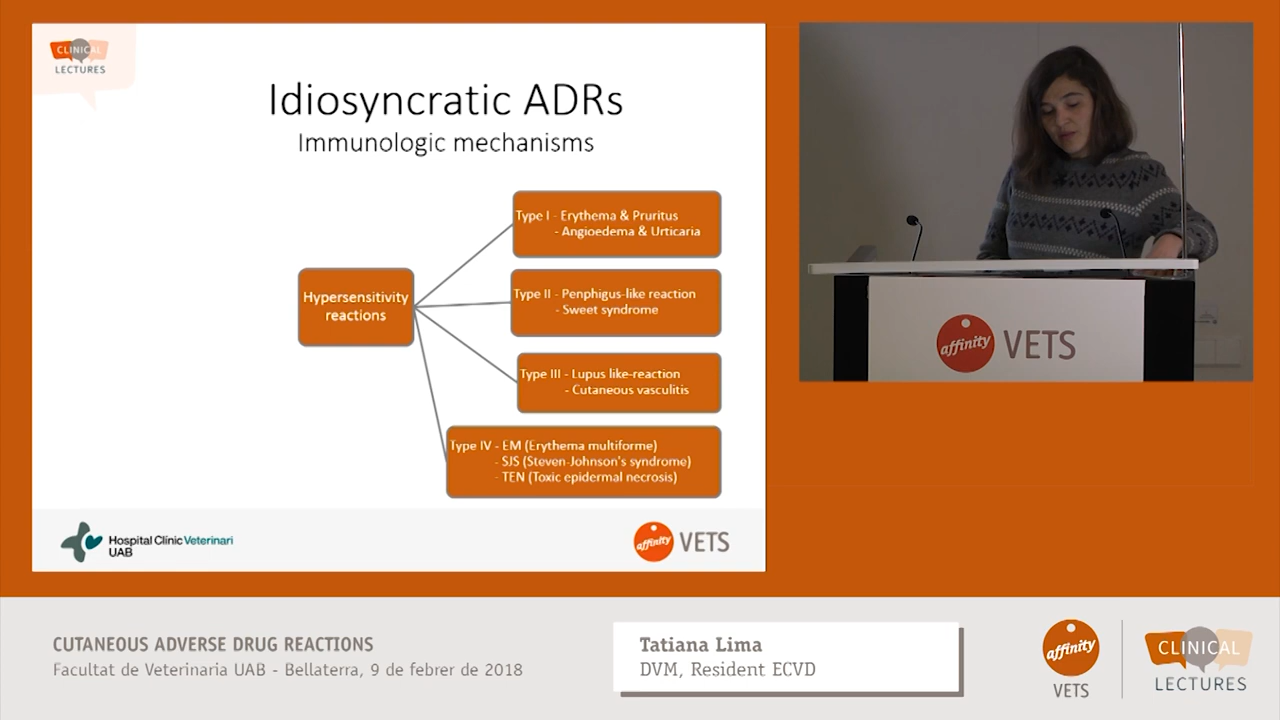 CLINICAL
LECTURES
Idiosyncratic ADRs
Immunologic mechanisms
Hypersensitivity
reactions
Type I - Erythema & Pruritus
- Angioedema & Urticaria
Type II - Penphigus-like reaction
- Sweet syndrome
Type III - Lupus like-reaction
- Cutaneous vasculitis
Type IV - EM (Erythema multiforme)
- SJS (Steven-Johnson's syndrome)
- TEN (Toxic epidermal necrosis)
Hospital Clínic Veterinari
UAB
affinity VETS
affinity VETS
CUTANEOUS ADVERSE DRUG REACTIONS
Facultat de Veterinaria UAB - Bellaterra, 9 de febrer de 2018
Tatiana Lima
DVM, Resident ECVD
affinity
VETS
CLINICAL
LECTURES